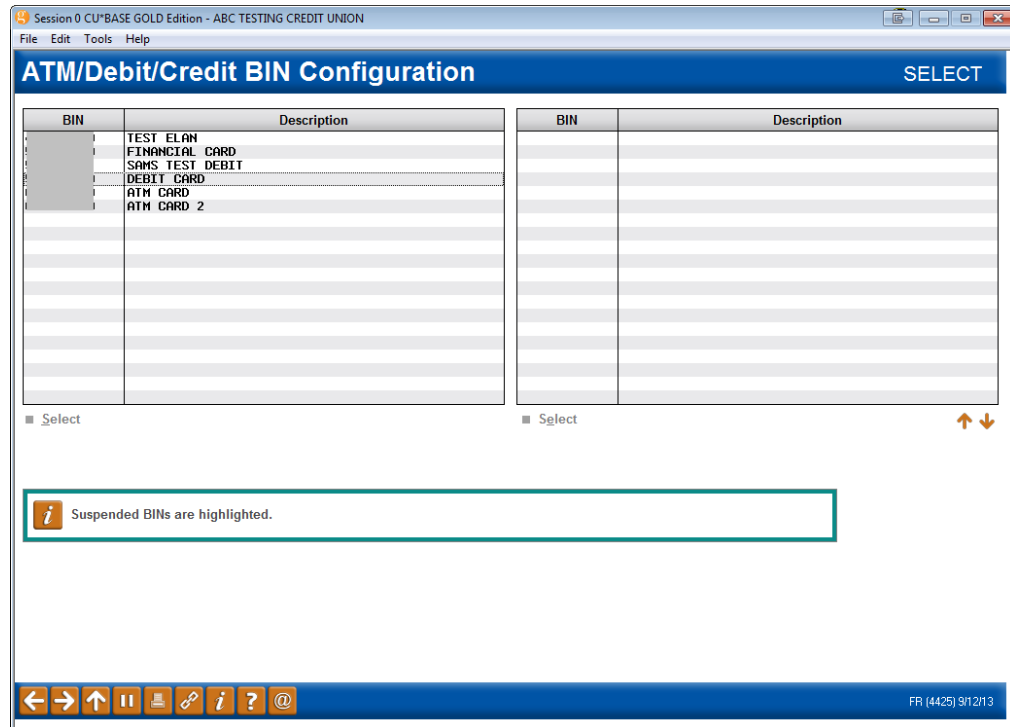 Session 0 CU*BASE GOLD Edition - ABC TESTING CREDIT UNION
File Edit Tools Help
ATM/Debit/Credit BIN Configuration
SELECT
BIN Description BIN Description
TEST ELAN
FINANCIAL CARD
SAMS TEST DEBIT
DEBIT CARD
ATM CARD
ATM CARD 2
Select Select
i Suspended BINs are highlighted.
i ? @
FR (4425) 9/12/13